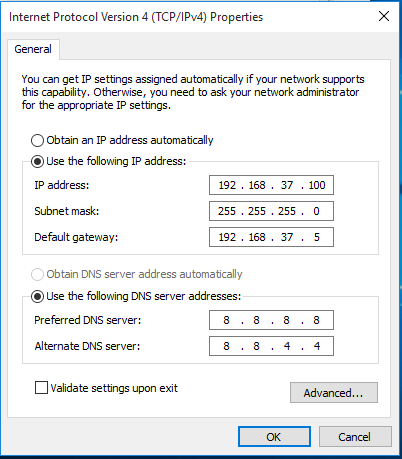 Internet Protocol Version 4 (TCP/IPv4) Properties
General
You can get IP settings assigned automatically if your network supports
this capability. Otherwise, you need to ask your network administrator
for the appropriate IP settings.
Obtain an IP address automatically
Use the following IP address:
IP address: 192 . 168 . 37 . 100
Subnet mask: 255 . 255 . 255 . 0
Default gateway: 192 . 168 . 37 . 5
Obtain DNS server address automatically
Use the following DNS server addresses:
Preferred DNS server: 8 . 8 . 8 . 8
Alternate DNS server: 8 . 8 . 4 . 4
Validate settings upon exit
Advanced...
OK Cancel